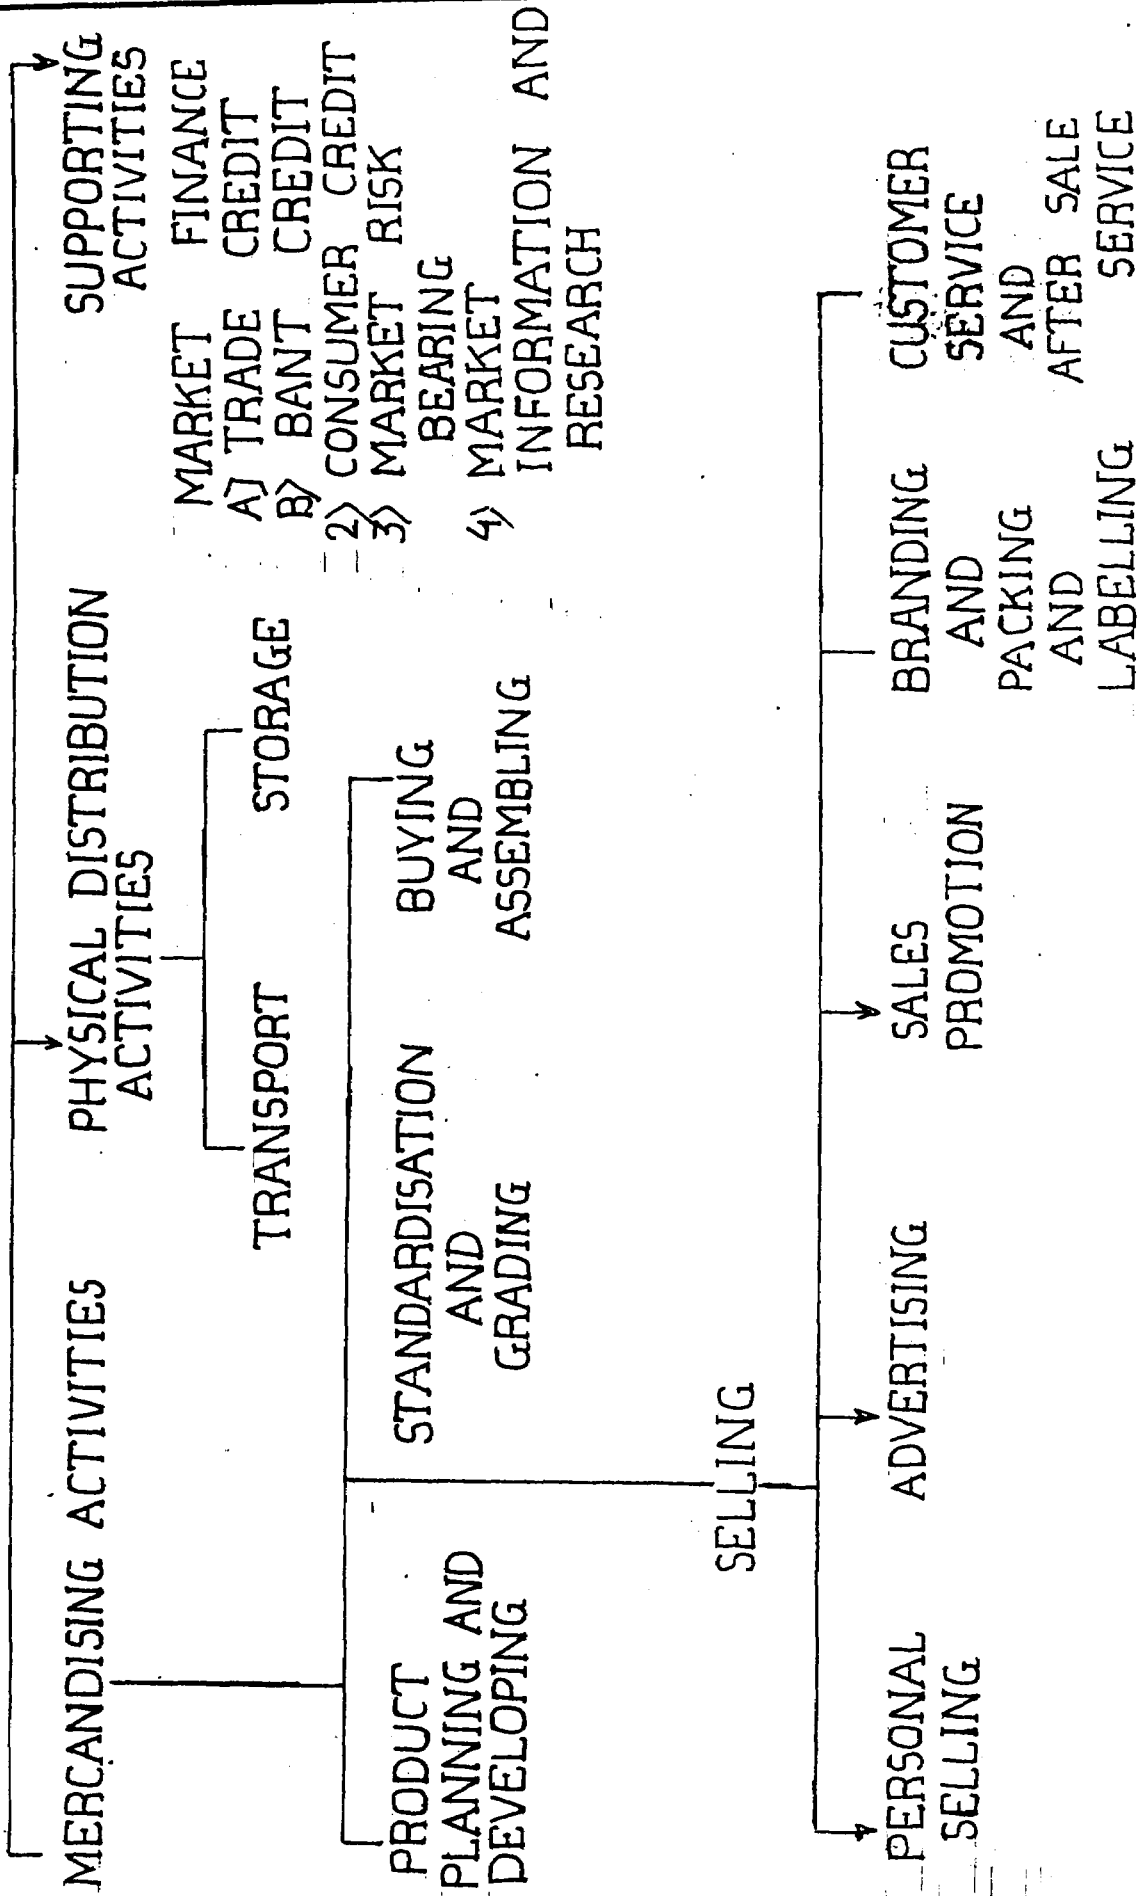 MERCANDISING ACTIVITIES
PHYSICAL DISTRIBUTION
ACTIVITIES
SUPPORTING
ACTIVITIES
TRANSPORT
STORAGE
MARKET FINANCE
A) TRADE CREDIT
B) BANT CREDIT
2) CONSUMER CREDIT
3) MARKET RISK
BEARING
4) MARKET
INFORMATION AND
RESEARCH
PRODUCT
PLANNING AND
DEVELOPING
STANDARDISATION
AND
GRADING
BUYING
AND
ASSEMBLING
SELLING
PERSONAL
SELLING
ADVERTISING
SALES
PROMOTION
BRANDING
AND
PACKING
AND
LABELLING
CUSTOMER
SERVICE
AND
AFTER SALE
SERVICE